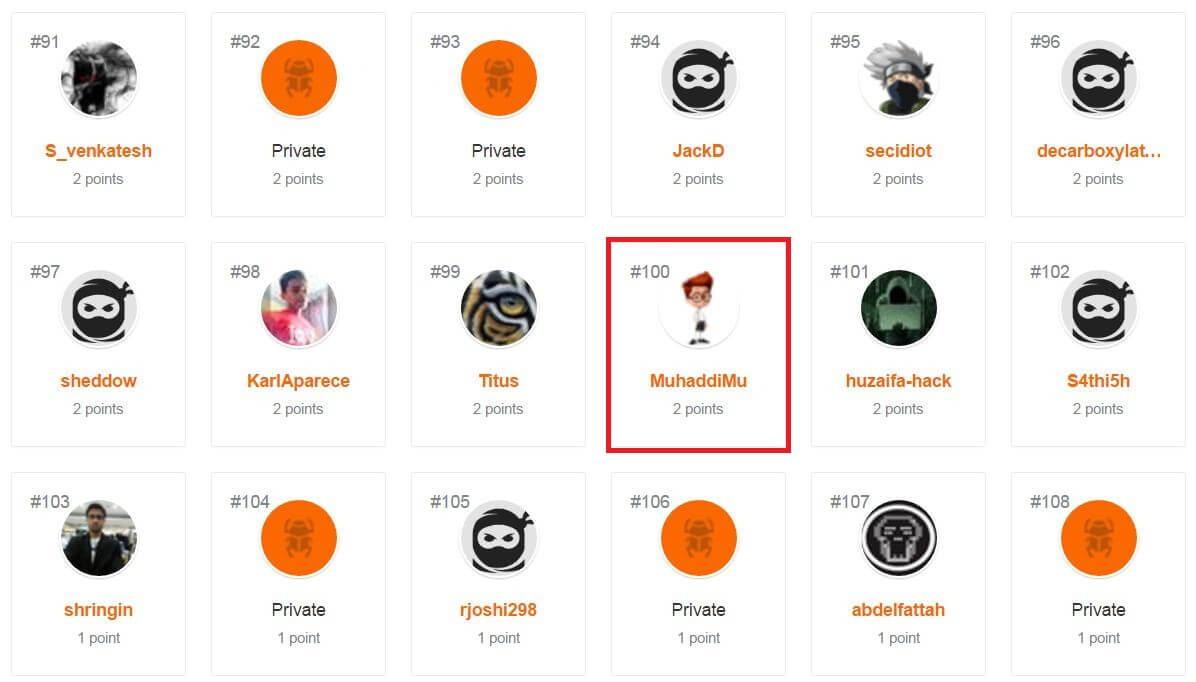 #91
S_venkatesh
2 points
#92
Private
2 points
#93
Private
2 points
#94
JackD
2 points
#95
secidiot
2 points
#96
decarboxylat...
2 points
#97
sheddow
2 points
#98
KarlAparece
2 points
#99
Titus
2 points
#100
MuhaddiMu
2 points
#101
huzaifa-hack
2 points
#102
S4thi5h
2 points
#103
shringin
1 point
#104
Private
1 point
#105
rjoshi298
1 point
#106
Private
1 point
#107
abdelfattah
1 point
#108
Private
1 point